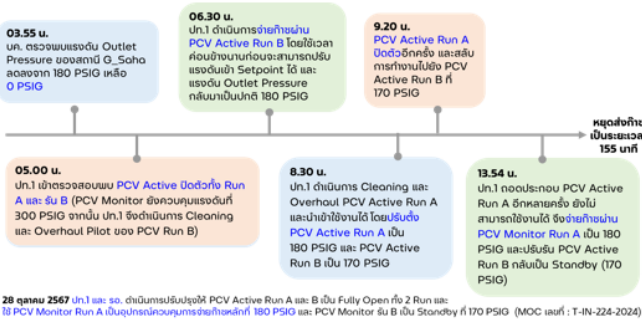 03.55 น.
บค. ตรวจพบแรงดัน Outlet
Pressure ของสถานี G_Saha
ลดลงจาก 180 PSIG เหลือ
0 PSIG
06.30 น.
ปท.1 ดำเนินการจ่ายก๊าซผ่าน
PCV Active Run B โดยใช้เวลา
ค่อนข้างนานก่อนจะสามารถปรับ
แรงดันเข้า Setpoint ได้ และ
แรงดัน Outlet Pressure
กลับมาเป็นปกติ 180 PSIG
9.20 น.
PCV Active Run A
ปิดตัวอีกครั้ง และสลับ
การทำงานไปยัง PCV
Active Run B ที่
170 PSIG
หยุดส่งก๊าซ
เป็นระยะเวลา
155 นาที
05.00 น.
ปท.1 เข้าตรวจสอบพบ PCV Active ปิดตัวทั้ง Run
A และ รัน B (PCV Monitor ยังควบคุมแรงดันที่
300 PSIG จากนั้น ปท.1 จึงดำเนินการ Cleaning
และ Overhaul Pilot ของ PCV Run B)
8.30 น.
ปท.1 ดำเนินการ Cleaning และ
Overhaul PCV Active Run A
และนำเข้าใช้งานได้ โดยปรับตั้ง
PCV Active Run A เป็น
180 PSIG และ PCV Active
Run B เป็น 170 PSIG
13.54 น.
ปท.1 ถอดประกอบ PCV Active
Run A อีกหลายครั้ง ยังไม่
สามารถใช้งานได้ จึงจ่ายก๊าซผ่าน
PCV Monitor Run A เป็น 180
PSIG และปรับรัน PCV Active
Run B กลับเป็น Standby (170
PSIG)
28 ตุลาคม 2567 ปท.1 และ รอ. ดำเนินการปรับปรุงให้ PCV Active Run A และ B เป็น Fully Open ทั้ง 2 Run และ
ใช้ PCV Monitor Run A เป็นอุปกรณ์ควบคุมการจ่ายก๊าซหลักที่ 180 PSIG และ PCV Monitor รัน B เป็น Standby ที่ 170 PSIG (MOC เลขที่ : T-IN-224-2024)